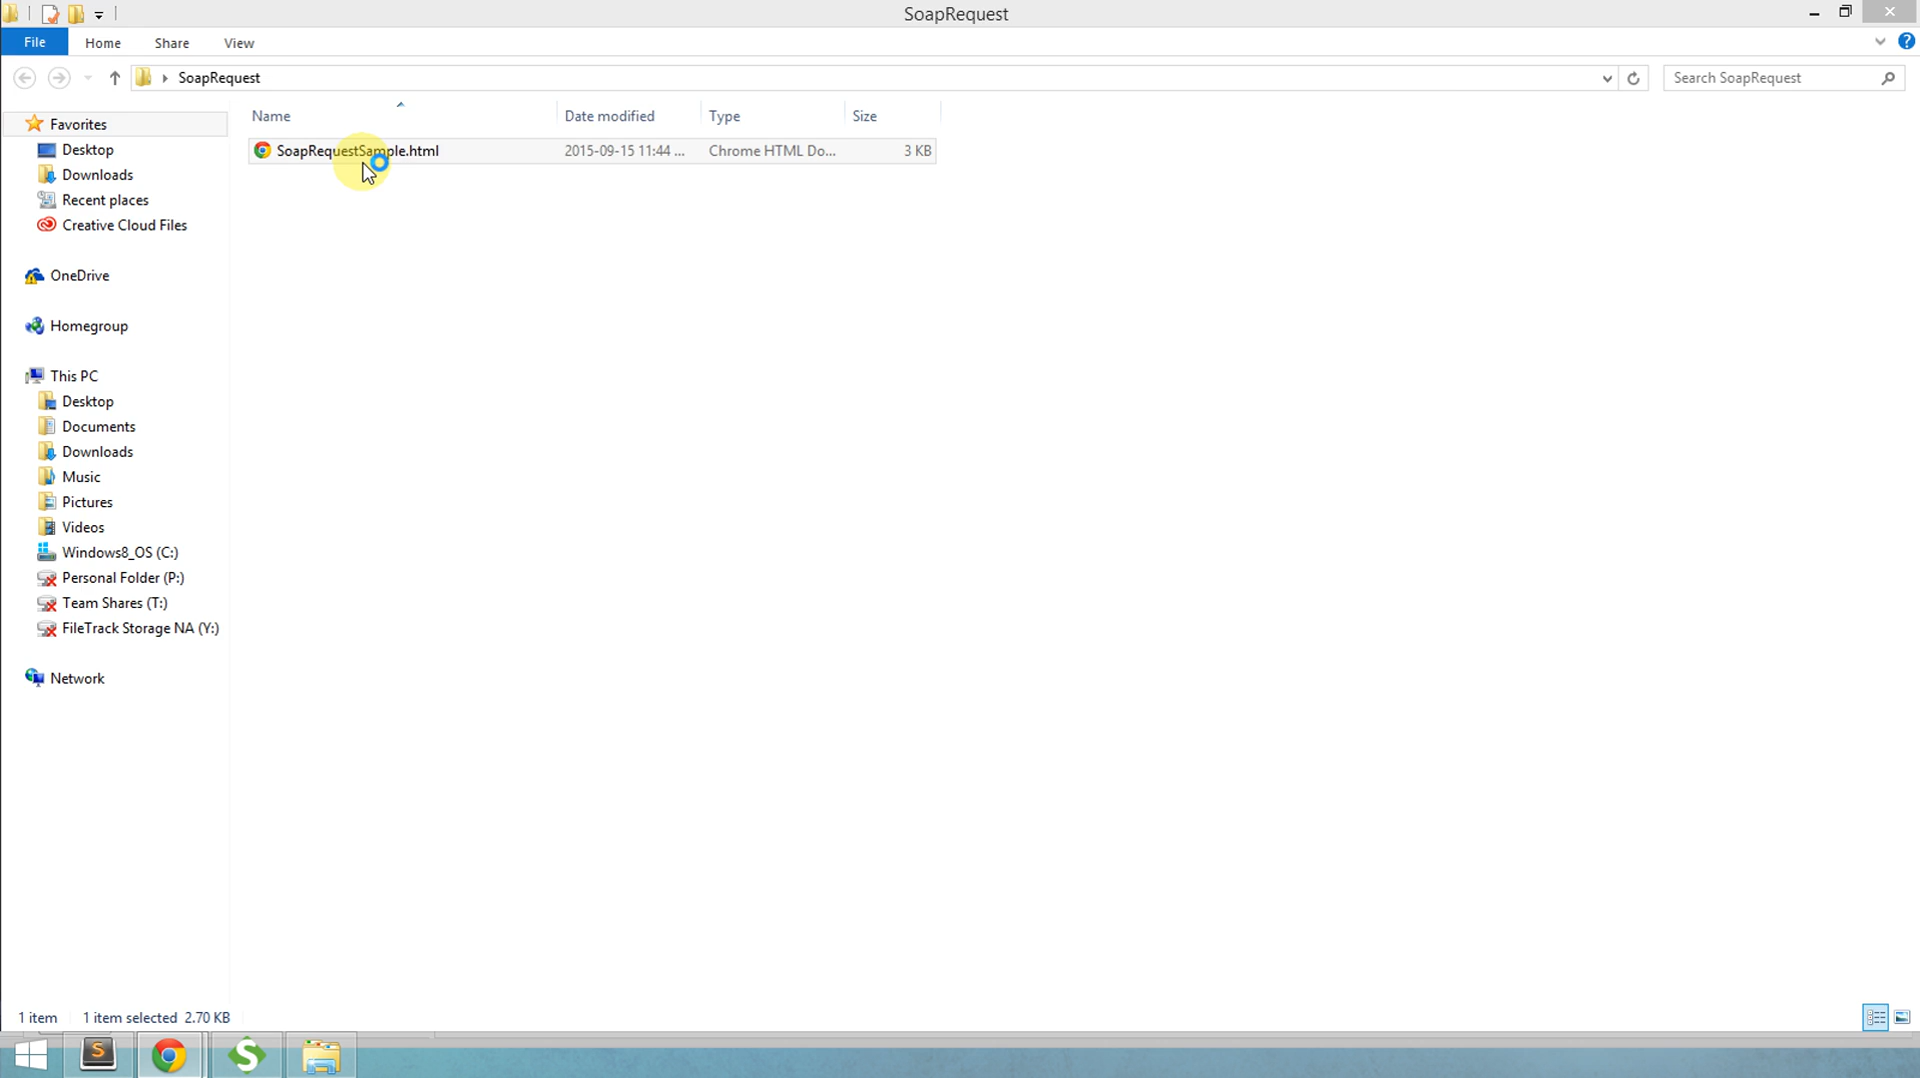 SoapRequest
File Home Share View
SoapRequest
Search SoapRequest
Name Date modified Type Size
SoapRequestSample.html 2015-09-15 11:44 ... Chrome HTML Do... 3 KB
Favorites
Desktop
Downloads
Recent places
Creative Cloud Files
OneDrive
Homegroup
This PC
Desktop
Documents
Downloads
Music
Pictures
Videos
Windows8_OS (C:)
Personal Folder (P:)
Team Shares (T:)
FileTrack Storage NA (Y:)
Network
1 item 1 item selected 2.70 KB